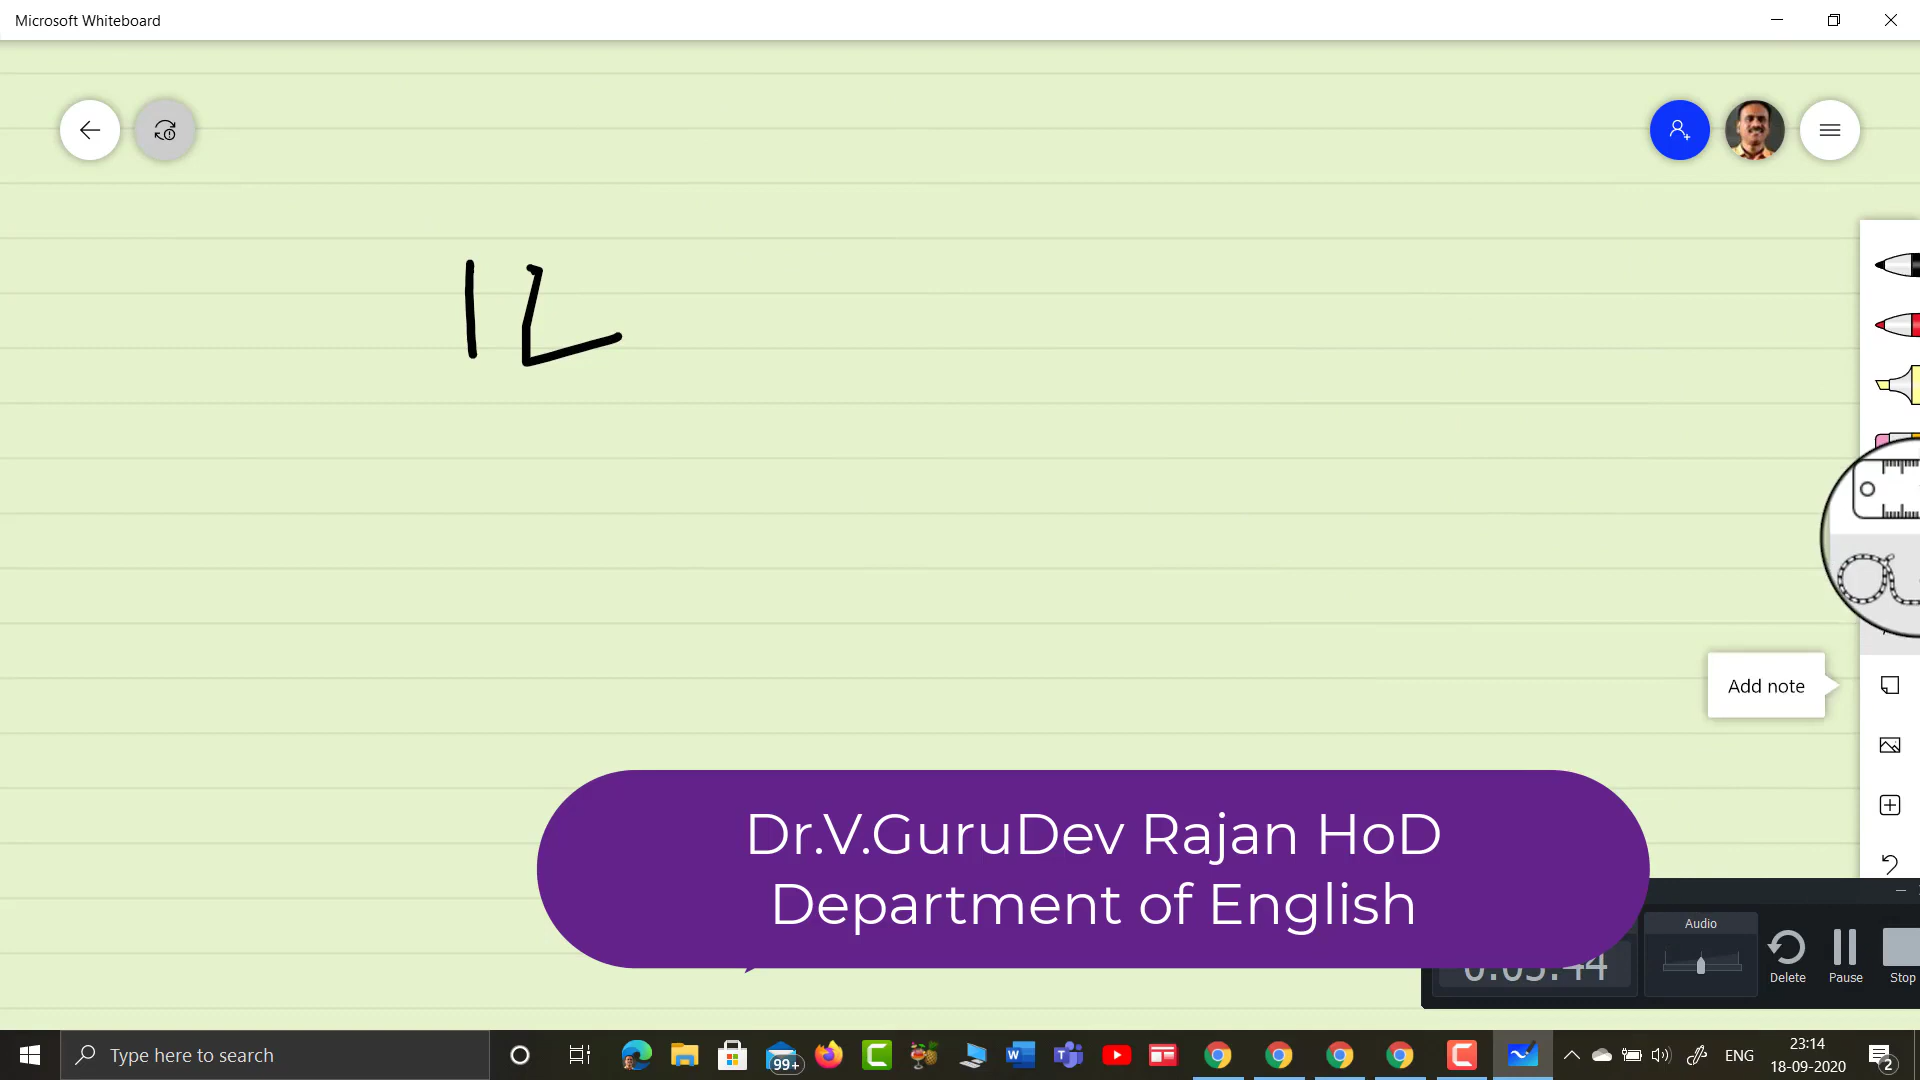 Microsoft Whiteboard
Add note
Dr.V.GuruDev Rajan HoD
Department of English
Audio
Delete
Pause
Stop
Type here to search
99+
ENG
23:14
18-09-2020
2